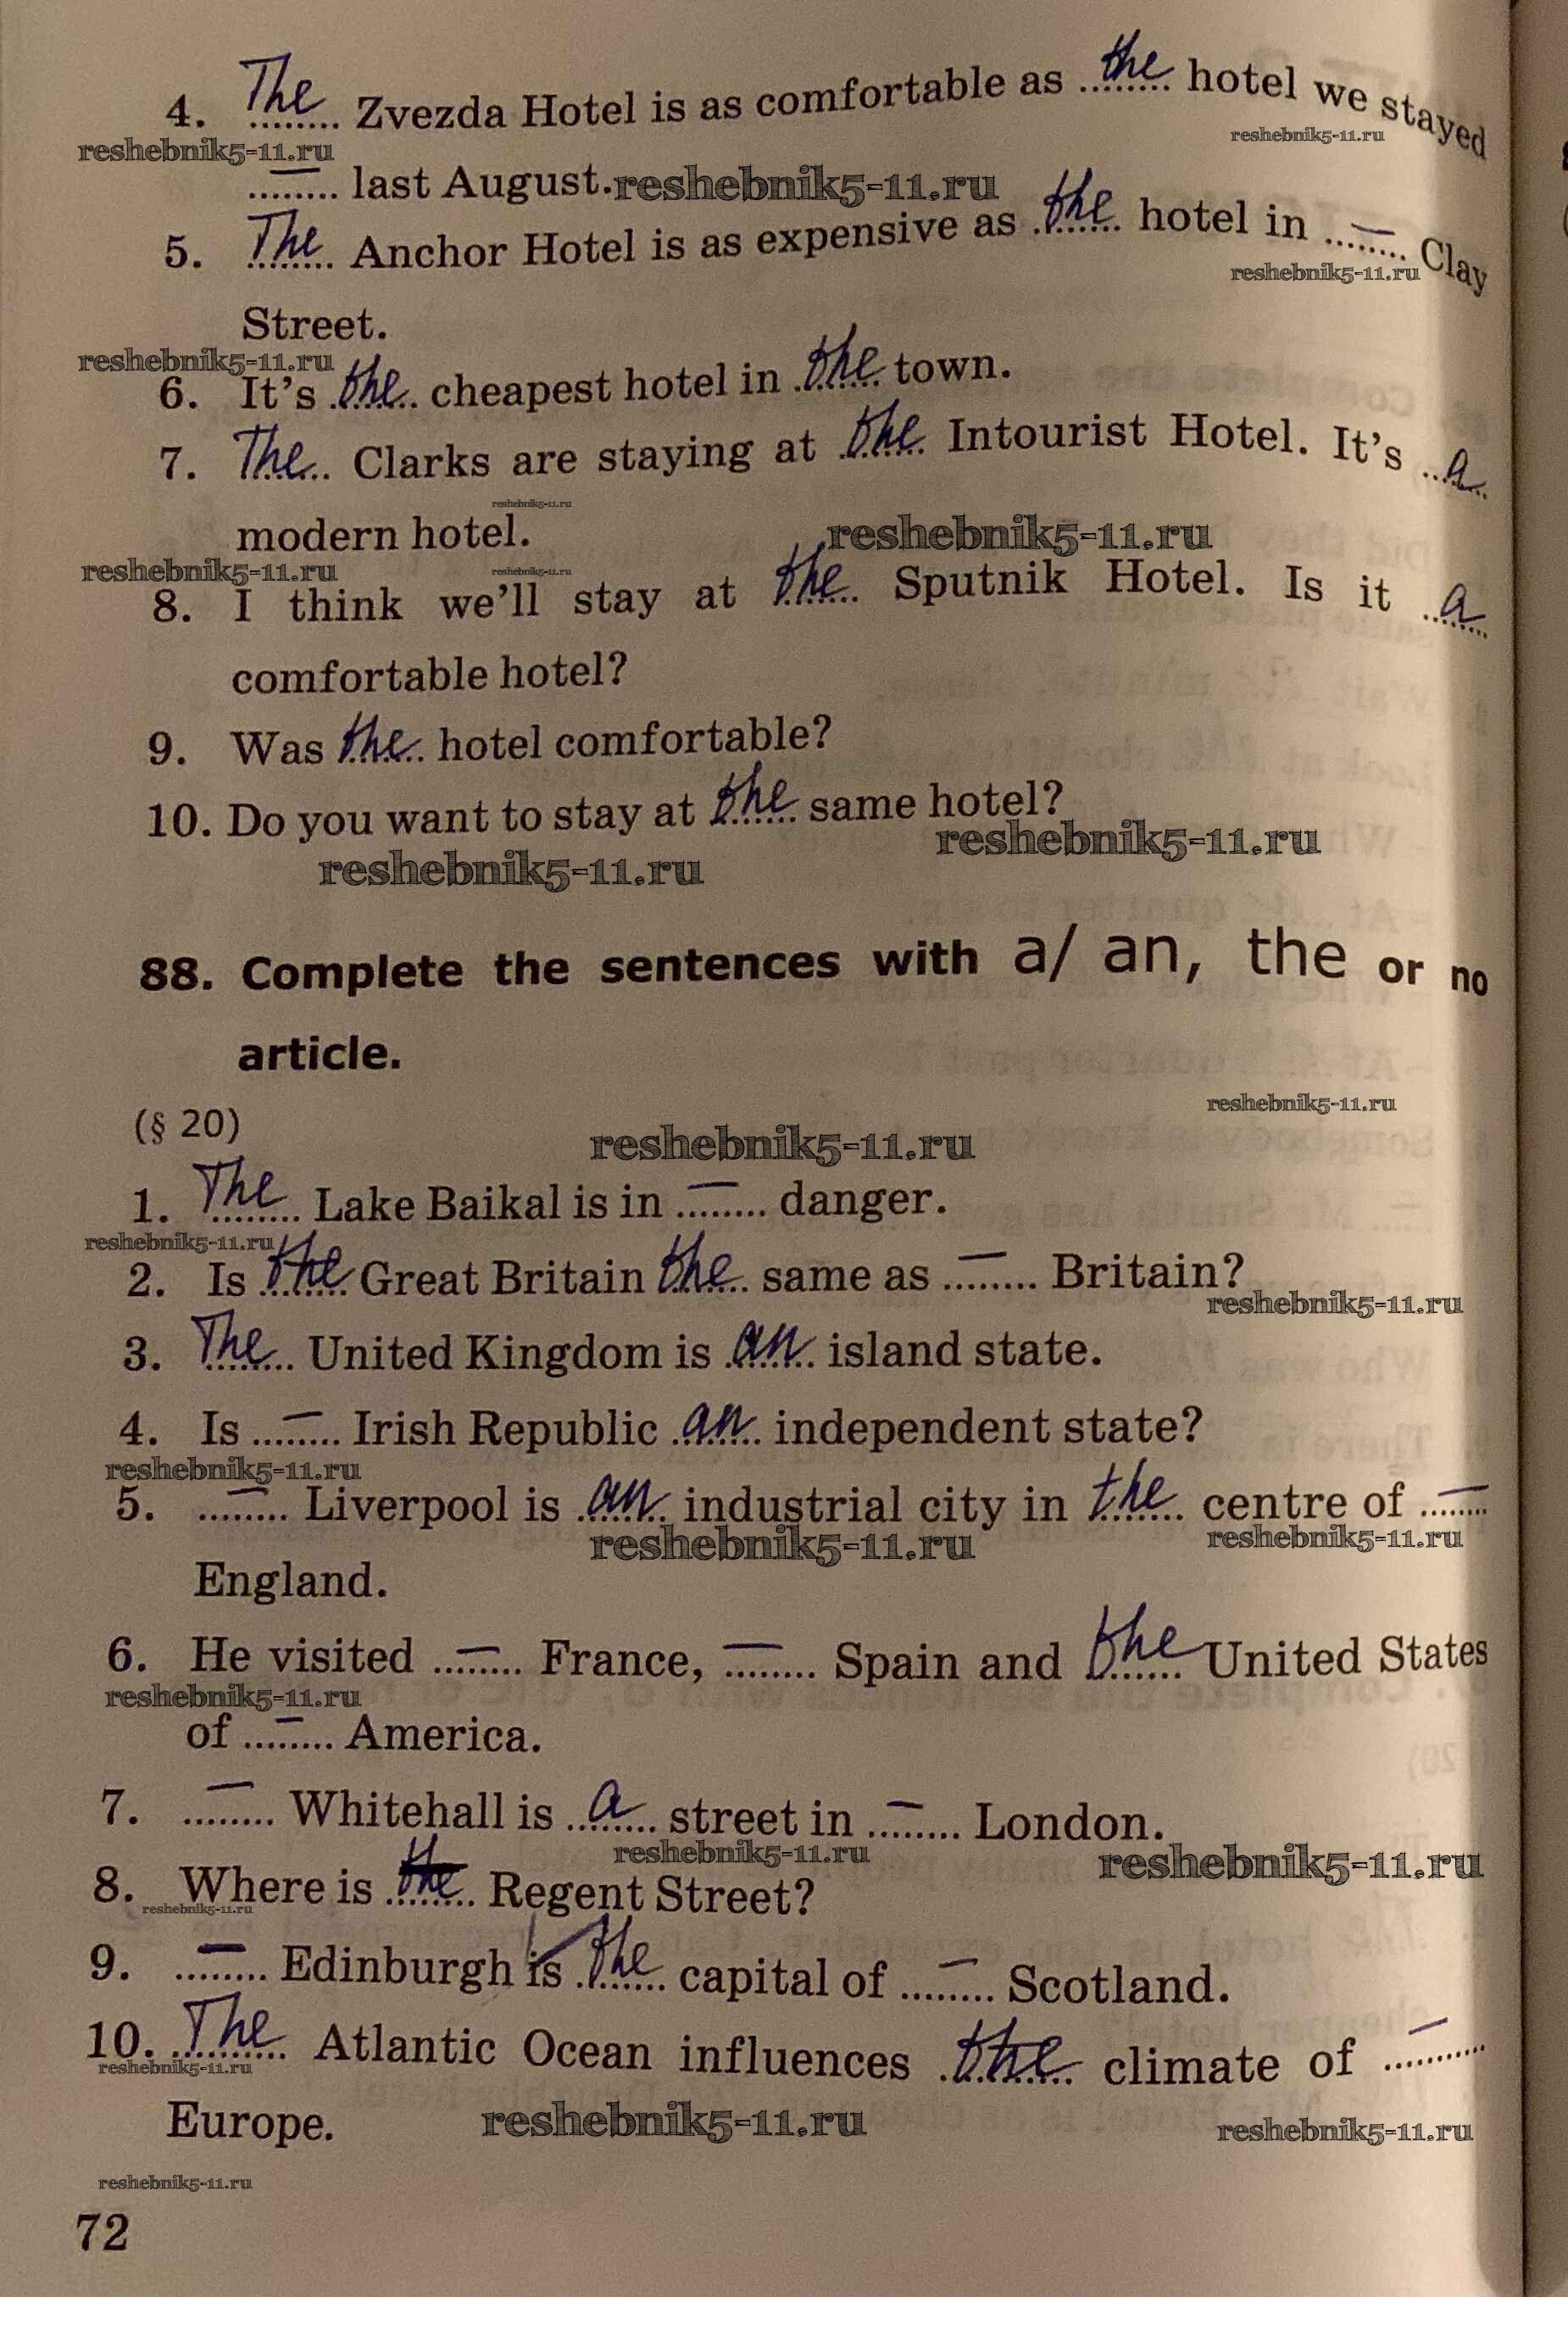 4. The Zvezda Hotel is as comfortable as the hotel we stayed
reshebnik5-11.ru
reshebnik5-11.ru
........ last August.
reshebnik5-11.ru
5. The Anchor Hotel is as expensive as the hotel in ........ Clay
reshebnik5-11.ru
Street.
reshebnik5-11.ru
6. It's the cheapest hotel in the town.
7. The Clarks are staying at the Intourist Hotel. It's a
reshebnik5-11.ru
modern hotel.
reshebnik5-11.ru
reshebnik5-11.ru
reshebnik5-11.ru
8. I think we'll stay at the Sputnik Hotel. Is it a
comfortable hotel?
9. Was the hotel comfortable?
10. Do you want to stay at the same hotel?
reshebnik5-11.ru
reshebnik5-11.ru
88. Complete the sentences with a/ an, the or no
article.
reshebnik5-11.ru
(§ 20)
reshebnik5-11.ru
1. The Lake Baikal is in — danger.
reshebnik5-11.ru
2. Is the Great Britain the same as — Britain?
reshebnik5-11.ru
3. The United Kingdom is an island state.
4. Is — Irish Republic an independent state?
reshebnik5-11.ru
5. — Liverpool is an industrial city in the centre of —
reshebnik5-11.ru
reshebnik5-11.ru
England.
6. He visited — France, — Spain and the United States
reshebnik5-11.ru
of — America.
7. — Whitehall is a street in — London.
reshebnik5-11.ru
reshebnik5-11.ru
8. Where is the Regent Street?
reshebnik5-11.ru
9. — Edinburgh is the capital of — Scotland.
10. The Atlantic Ocean influences the climate of —
reshebnik5-11.ru
Europe.
reshebnik5-11.ru
reshebnik5-11.ru
reshebnik5-11.ru
72